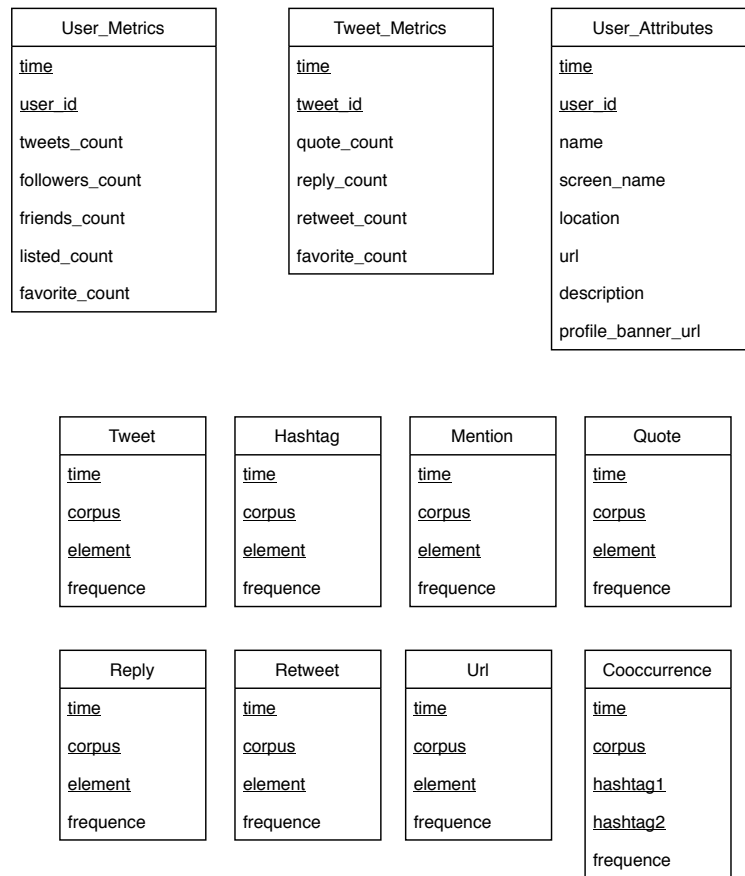 User_Metrics
time
user_id
tweets_count
followers_count
friends_count
listed_count
favorite_count
Tweet_Metrics
time
tweet_id
quote_count
reply_count
retweet_count
favorite_count
User_Attributes
time
user_id
name
screen_name
location
url
description
profile_banner_url
Tweet
time
corpus
element
frequence
Hashtag
time
corpus
element
frequence
Mention
time
corpus
element
frequence
Quote
time
corpus
element
frequence
Reply
time
corpus
element
frequence
Retweet
time
corpus
element
frequence
Url
time
corpus
element
frequence
Cooccurrence
time
corpus
hashtag1
hashtag2
frequence